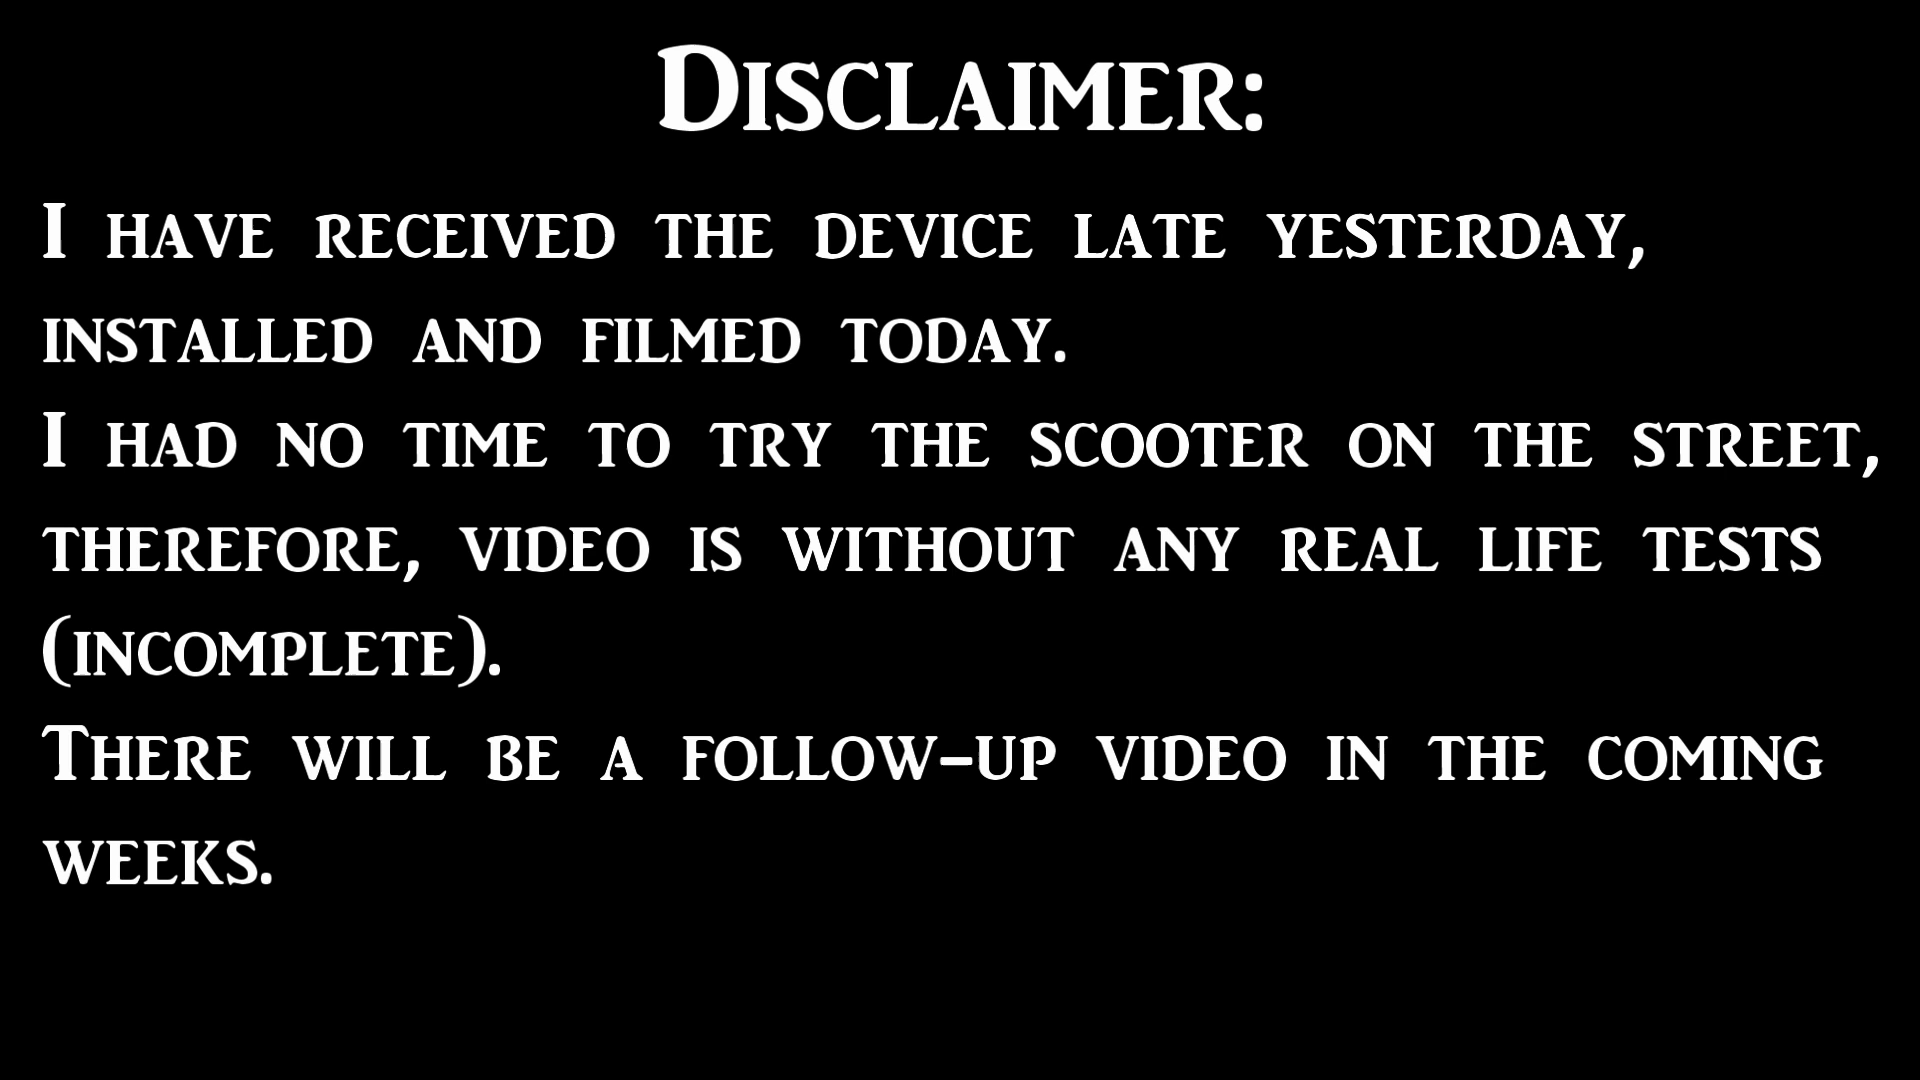 Disclaimer:
I have received the device late yesterday,
installed and filmed today.
I had no time to try the scooter on the street,
therefore, video is without any real life tests
(incomplete).
There will be a follow-up video in the coming
weeks.